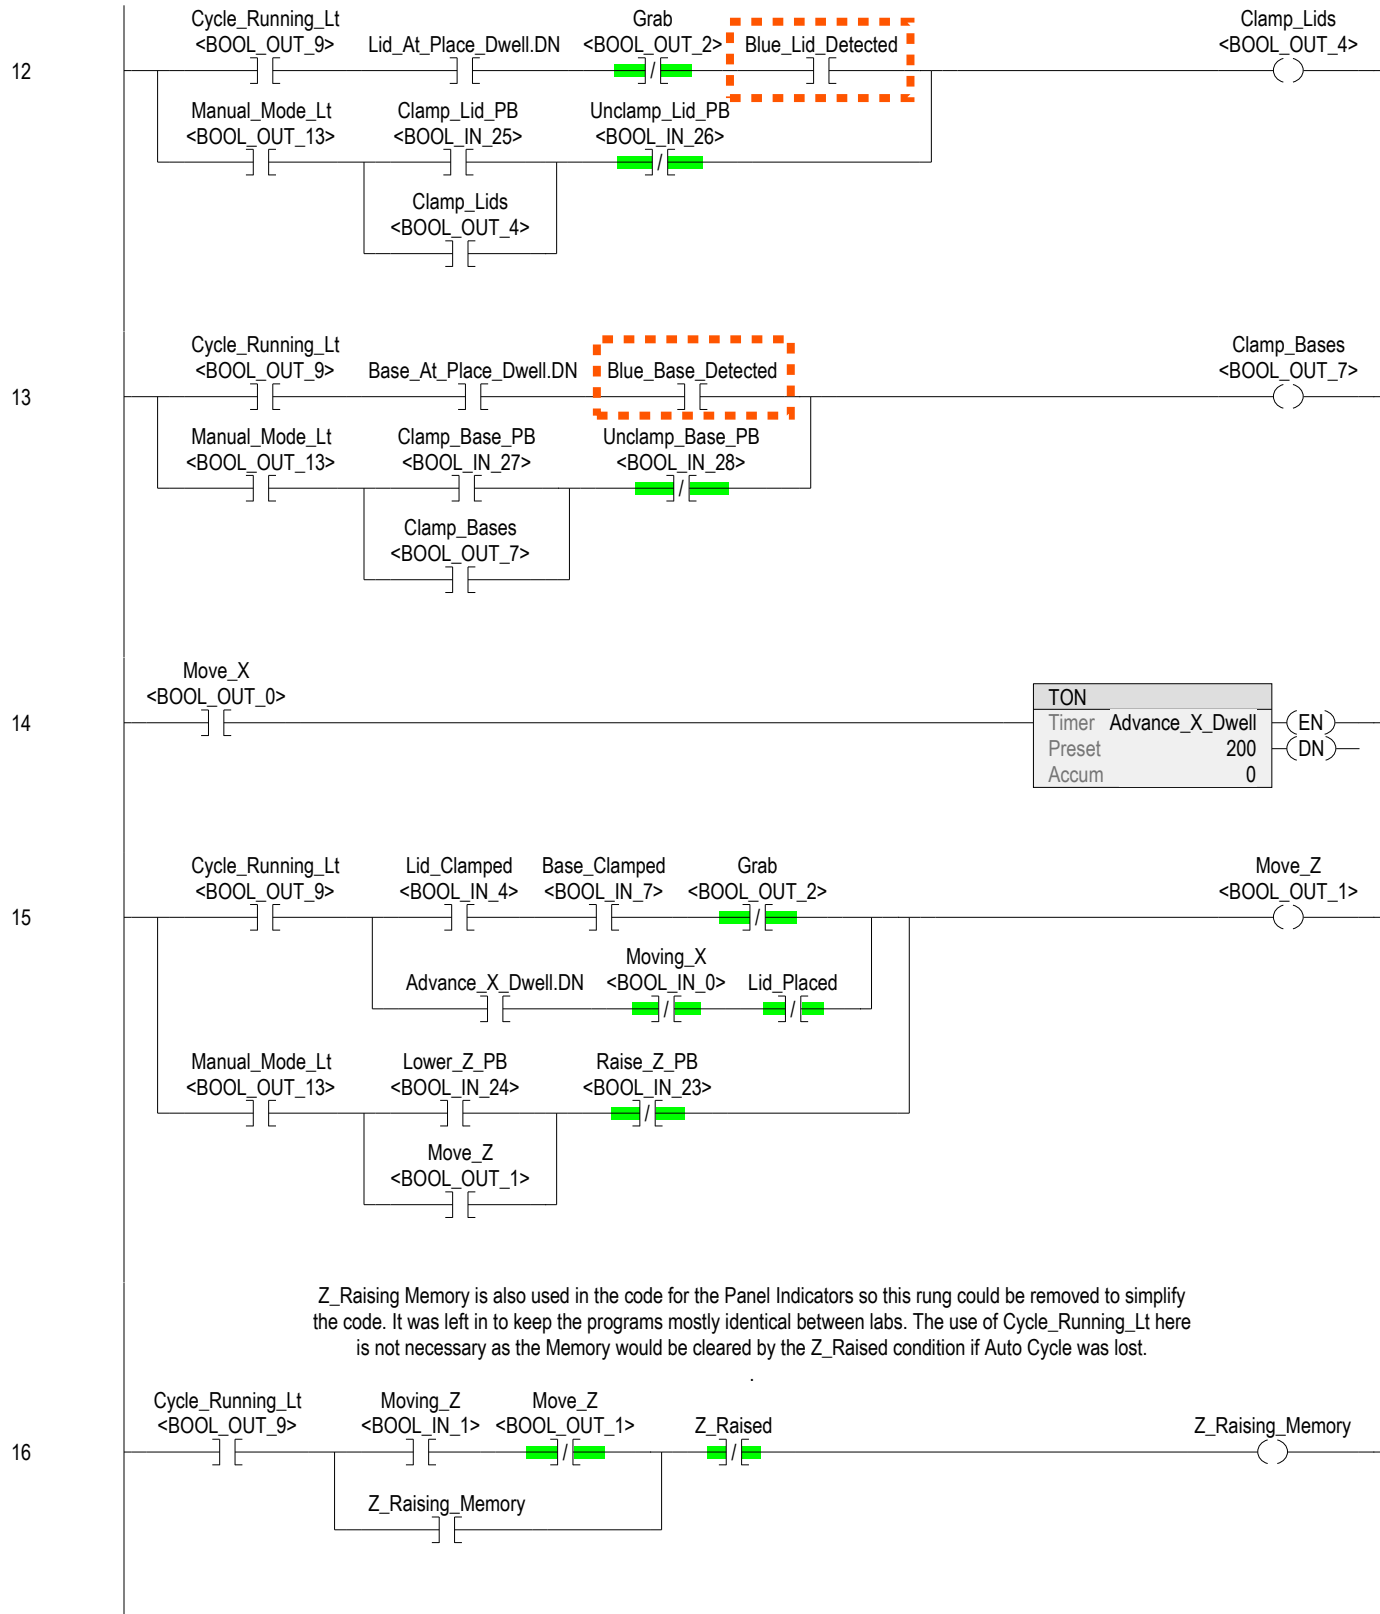 Cycle_Running_Lt Grab Clamp_Lids
<BOOL_OUT_9> Lid_At_Place_Dwell.DN <BOOL_OUT_2> Blue_Lid_Detected <BOOL_OUT_4>
12
Manual_Mode_Lt Clamp_Lid_PB Unclamp_Lid_PB
<BOOL_OUT_13> <BOOL_IN_25> <BOOL_IN_26>
Clamp_Lids
<BOOL_OUT_4>
Cycle_Running_Lt Clamp_Bases
<BOOL_OUT_9> Base_At_Place_Dwell.DN Blue_Base_Detected <BOOL_OUT_7>
13
Manual_Mode_Lt Clamp_Base_PB Unclamp_Base_PB
<BOOL_OUT_13> <BOOL_IN_27> <BOOL_IN_28>
Clamp_Bases
<BOOL_OUT_7>
Move_X
<BOOL_OUT_0>
TON
14 Timer Advance_X_Dwell EN
Preset 200 DN
Accum 0
Cycle_Running_Lt Lid_Clamped Base_Clamped Grab Move_Z
<BOOL_OUT_9> <BOOL_IN_4> <BOOL_IN_7> <BOOL_OUT_2> <BOOL_OUT_1>
15
Moving_X
Advance_X_Dwell.DN <BOOL_IN_0> Lid_Placed
Manual_Mode_Lt Lower_Z_PB Raise_Z_PB
<BOOL_OUT_13> <BOOL_IN_24> <BOOL_IN_23>
Move_Z
<BOOL_OUT_1>
Z_Raising Memory is also used in the code for the Panel Indicators so this rung could be removed to simplify
the code. It was left in to keep the programs mostly identical between labs. The use of Cycle_Running_Lt here
is not necessary as the Memory would be cleared by the Z_Raised condition if Auto Cycle was lost.
.
Cycle_Running_Lt Moving_Z Move_Z
<BOOL_OUT_9> <BOOL_IN_1> <BOOL_OUT_1> Z_Raised Z_Raising_Memory
16
Z_Raising_Memory